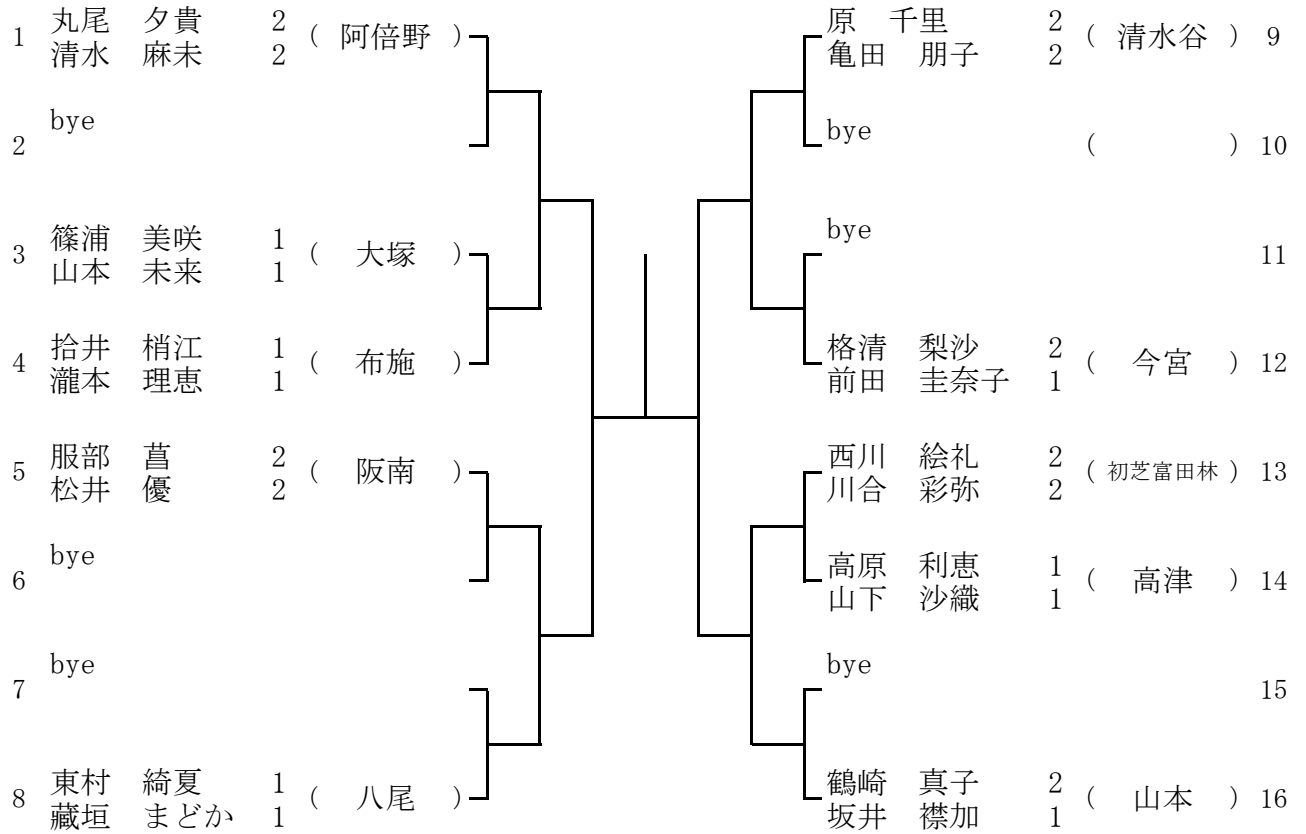 1 丸尾 夕貴 2 ( 阿倍野 )
清水 麻未 2
2 bye
3 篠浦 美咲 1 ( 大塚 )
山本 未来 1
4 拾井 梢江 1 ( 布施 )
瀧本 理恵 1
5 服部 菖 2 ( 阪南 )
松井 優 2
6 bye
7 bye
8 東村 綺夏 1 ( 八尾 )
藏垣 まどか 1
原 千里 2 ( 清水谷 ) 9
亀田 朋子 2
bye ( ) 10
bye 11
格清 梨沙 2 ( 今宮 ) 12
前田 圭奈子 1
西川 絵礼 2 ( 初芝富田林 ) 13
川合 彩弥 2
高原 利恵 1 ( 高津 ) 14
山下 沙織 1
bye 15
鶴崎 真子 2 ( 山本 ) 16
坂井 襟加 1